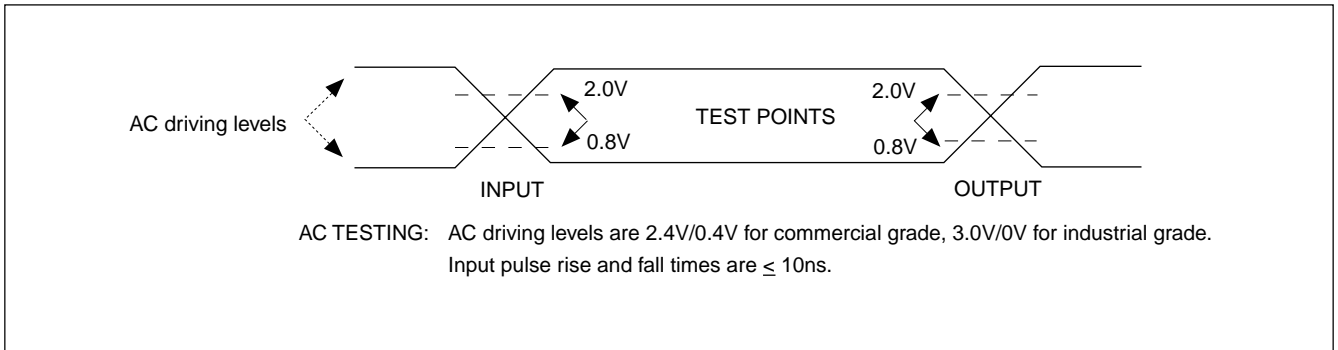 2.0V
2.0V
AC driving levels
TEST POINTS
0.8V
0.8V
INPUT
OUTPUT
AC TESTING: AC driving levels are 2.4V/0.4V for commercial grade, 3.0V/0V for industrial grade.
Input pulse rise and fall times are ≤ 10ns.